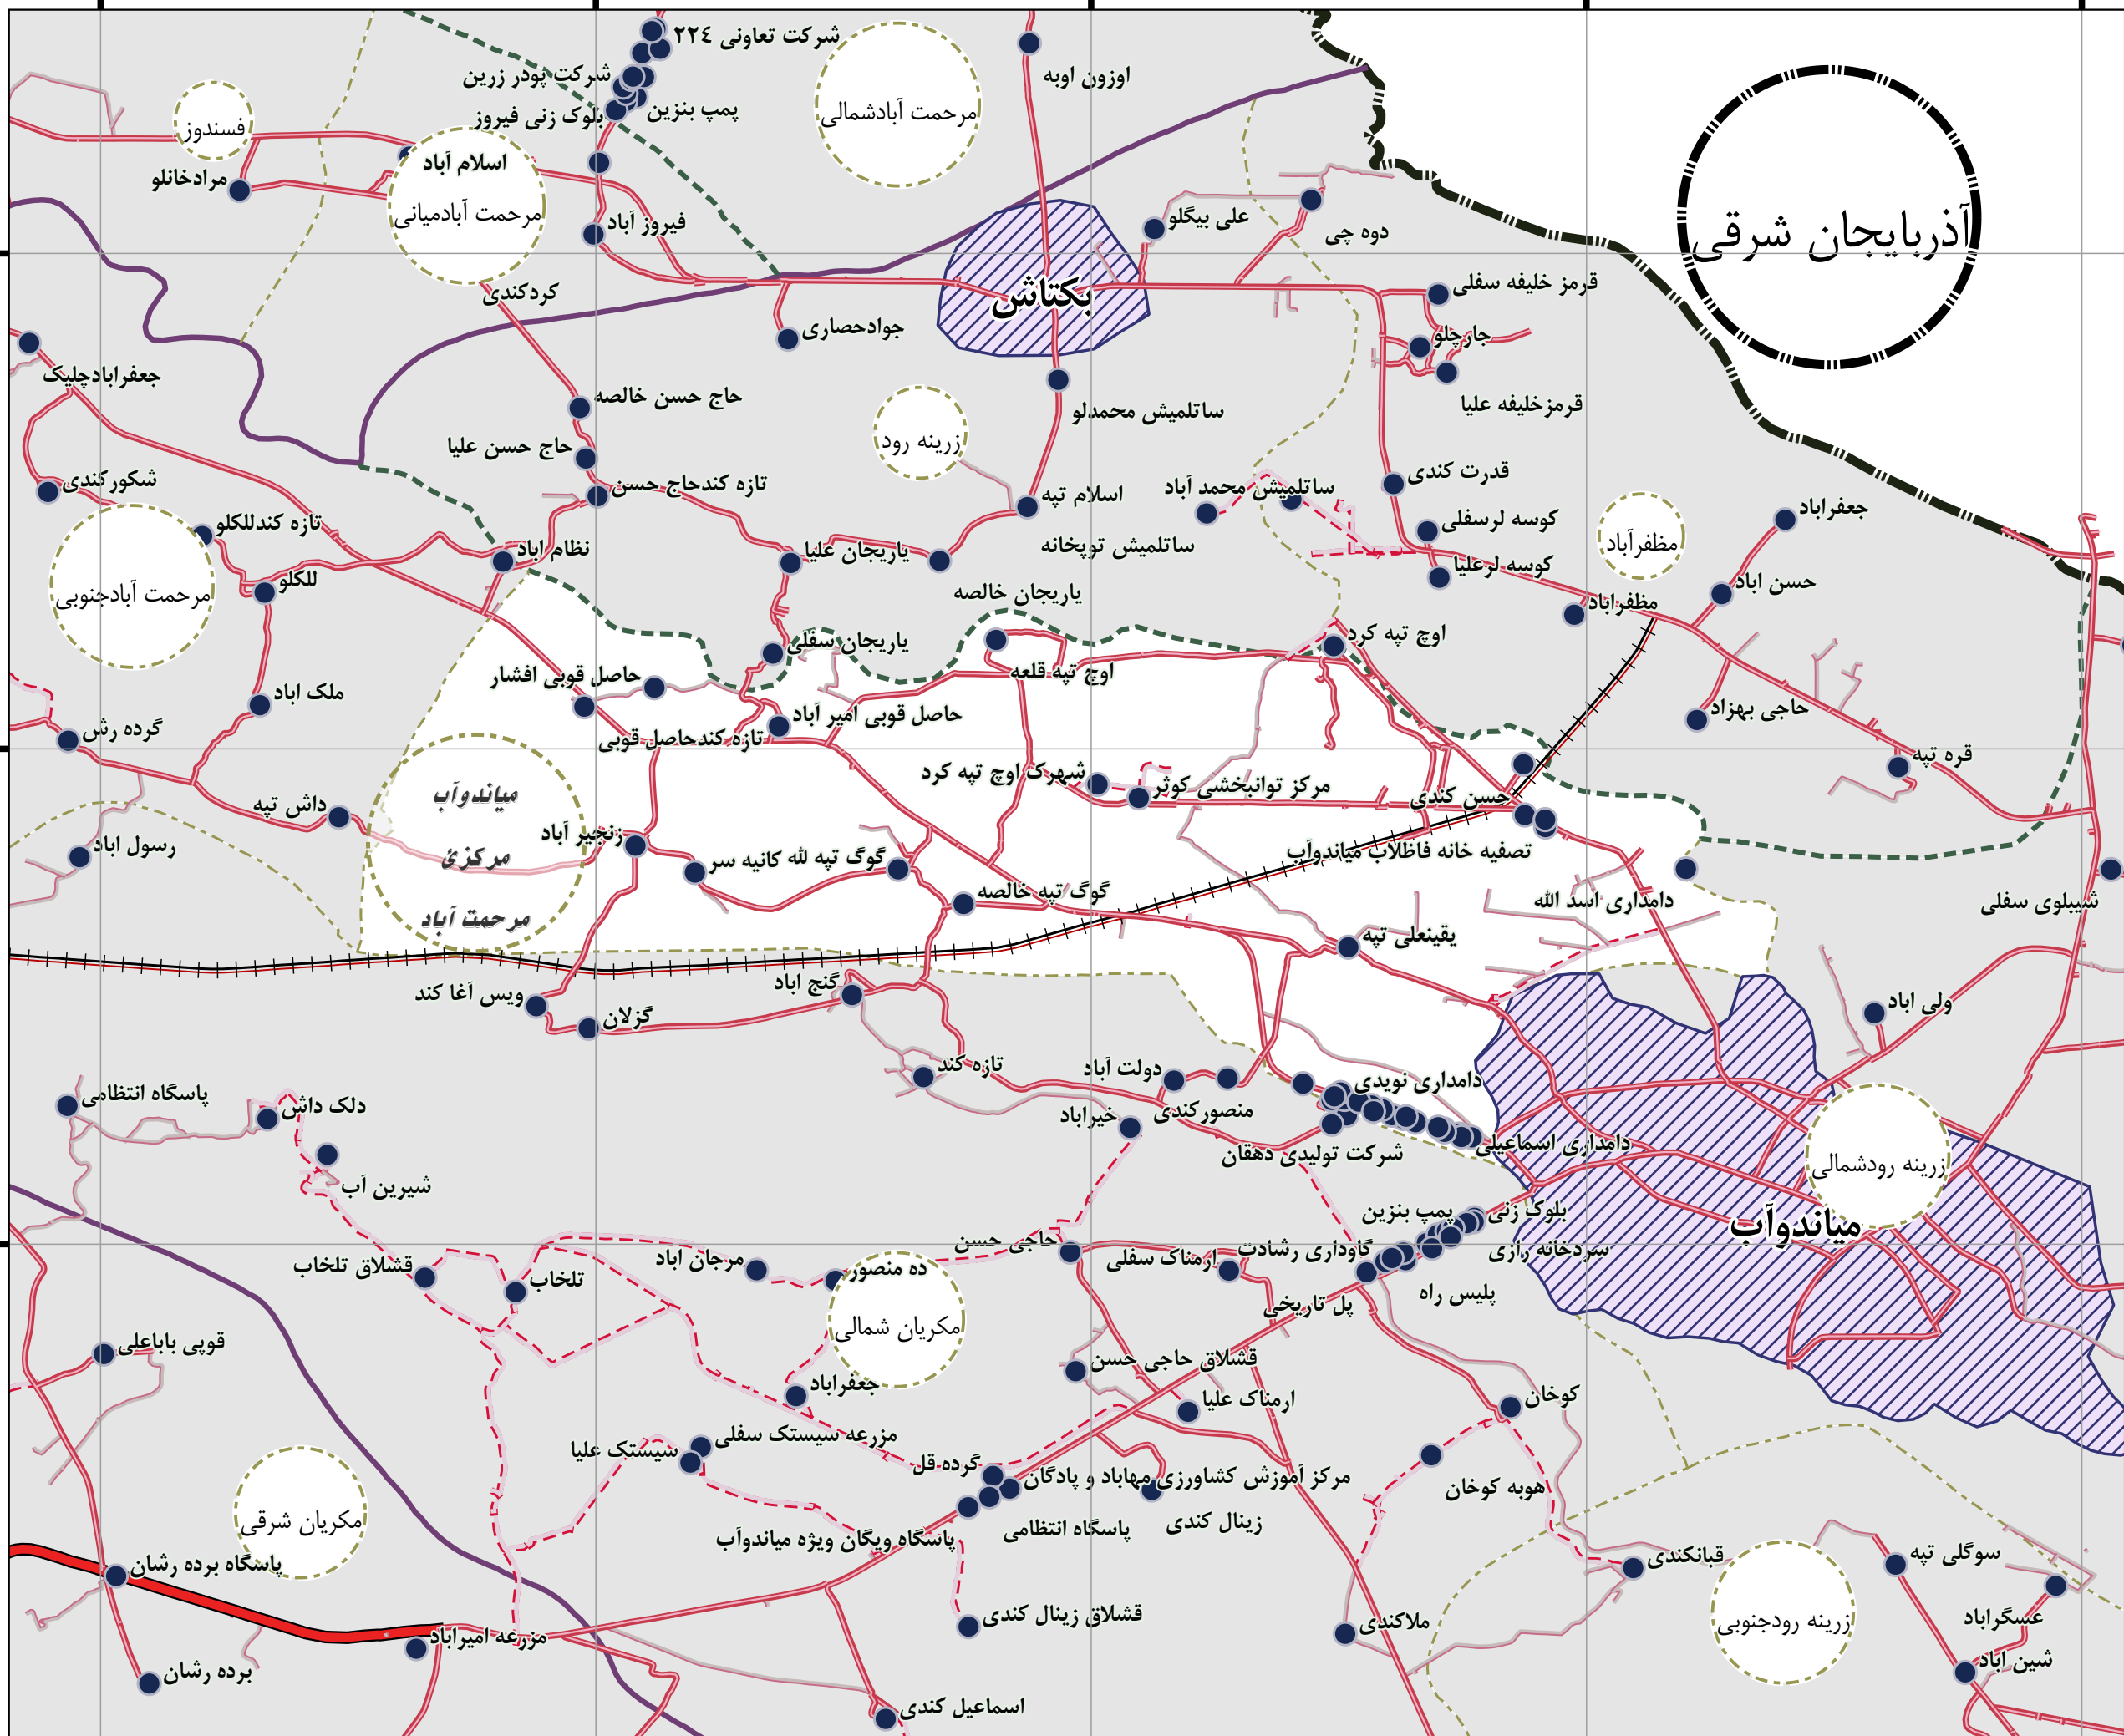 شرکت تعاونی ۲۲٤
شرکت پودر زرین
پمپ بنزین
بلوک زنی فیروز
اوزون اوبه
مرحمت آبادشمالی
فسندوز
مرادخانلو
اسلام آباد
مرحمت آبادمیانی
فیروز آباد
علی بیگلو
دوه چی
آذربایجان شرقی
کردکندی
بکتاش
قرمز خلیفه سفلی
جوادحصاری
جارچلو
جعفرابادچلیک
حاج حسن خالصه
ساتلمیش محمدلو
قرمزخلیفه علیا
حاج حسن علیا
زرینه رود
شکورکندی
تازه کندحاج حسن
اسلام تپه
ساتلمیش محمد آباد
قدرت کندی
تازه کندللکلو
کوسه لرسفلی
جعفراباد
نظام اباد
یاریجان علیا
ساتلمیش توپخانه
کوسه لرعلیا
مظفرآباد
للکلو
مرحمت آبادجنوبی
یاریجان خالصه
حسن اباد
مظفراباد
یاریجان سفلی
اوچ تپه کرد
حاصل قوبی افشار
اوچ تپه قلعه
ملک اباد
حاصل قوبی امیر آباد
حاجی بهزاد
گرده رش
تازه کندحاصل قوبی
قره تپه
شهرک اوچ تپه کرد
مرکز توانبخشی کوثر
حسن کندی
میاندوآب
مرکزئ
مرحمت آباد
داش تپه
رسول اباد
زنجیر آباد
گوگ تپه لله کانیه سر
تصفیه خانه فاظلاب میاندوآب
گوگ تپه خالصه
دامداری اسد الله
شیبلوی سفلی
یقینعلی تپه
گنج اباد
ویس آغا کند
گزلان
ولی اباد
تازه کند
دولت آباد
دامداری نویدی
پاسگاه انتظامی
دلک داش
خیراباد
منصورکندی
دامداری اسماعیلی
شرکت تولیدی دهقان
زرینه رودشمالی
شیرین آب
پمپ بنزین
بلوک زنی
میاندوآب
حاجی حسن
ارمناک سفلی
گاوداری رشادت
سردخانه رازی
قشلاق تلخاب
تلخاب
مرجان اباد
ده منصور
پلیس راه
پل تاریخی
مکریان شمالی
قوپی باباعلی
قشلاق حاجی حسن
جعفراباد
ارمناک علیا
کوخان
مزرعه سیستک سفلی
سیستک علیا
گرده قل
مرکز آموزش کشاورزی مهاباد و پادگان
هوبه کوخان
مکریان شرقی
پاسگاه ویگان ویژه میاندوآب
پاسگاه انتظامی
زینال کندی
پاسگاه برده رشان
قبانکندی
سوگلی تپه
قشلاق زینال کندی
ملاکندی
زرینه رودجنوبی
عسگراباد
مزرعه امیراباد
برده رشان
شین اباد
اسماعیل کندی